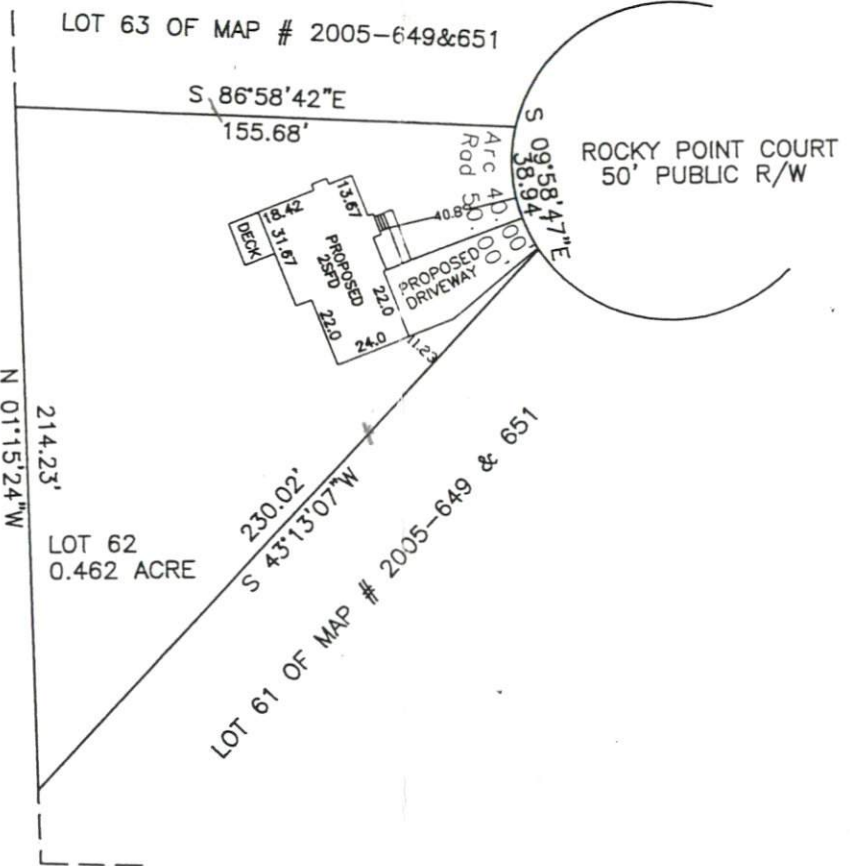 LOT 63 OF MAP # 2005-649&651
S 86°58'42"E
155.68'
S 09°58'47"E
38.94'
Arc 40.00'
Rad 50.00'
ROCKY POINT COURT
50' PUBLIC R/W
13.67
18.42
DECK
31.67
PROPOSED
2SFD
40.8
PROPOSED
DRIVEWAY
22.0
22.0
24.0
11.23
N 01°15'24"W
214.23'
LOT 62
0.462 ACRE
230.02'
S 43°13'07"W
LOT 61 OF MAP # 2005-649 & 651